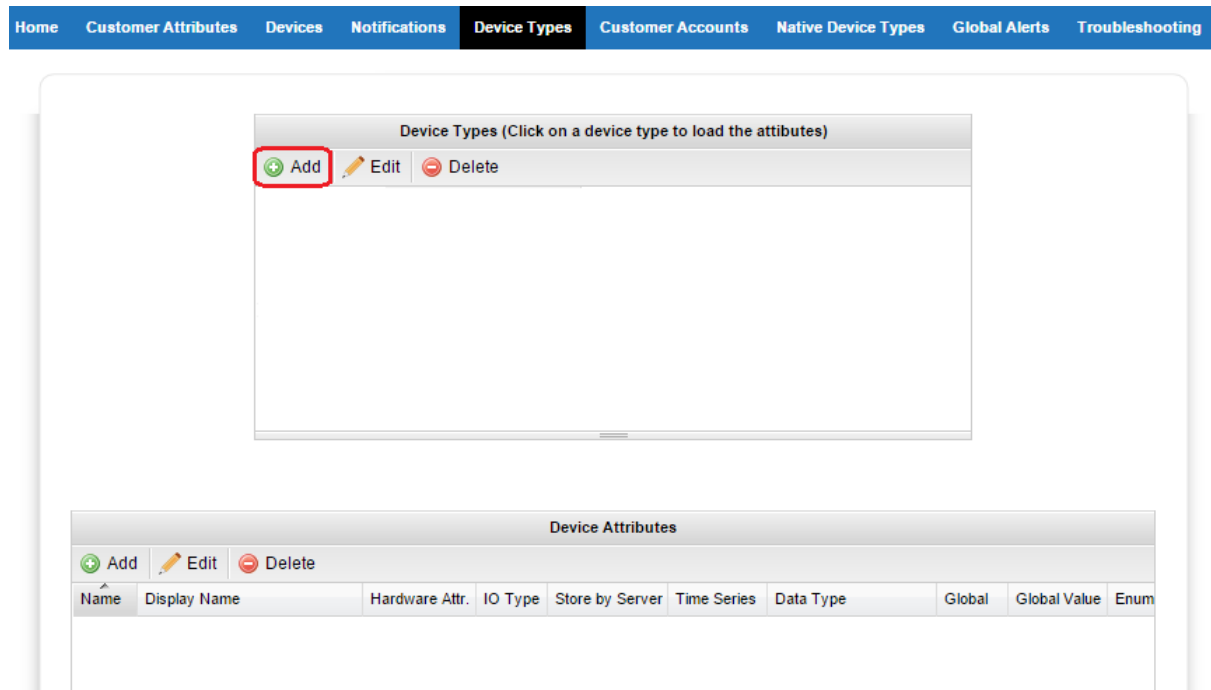 Home Customer Attributes Devices Notifications Device Types Customer Accounts Native Device Types Global Alerts Troubleshooting
Device Types (Click on a device type to load the attibutes)
Add Edit Delete
Device Attributes
Add Edit Delete
Name Display Name Hardware Attr. IO Type Store by Server Time Series Data Type Global Global Value Enum